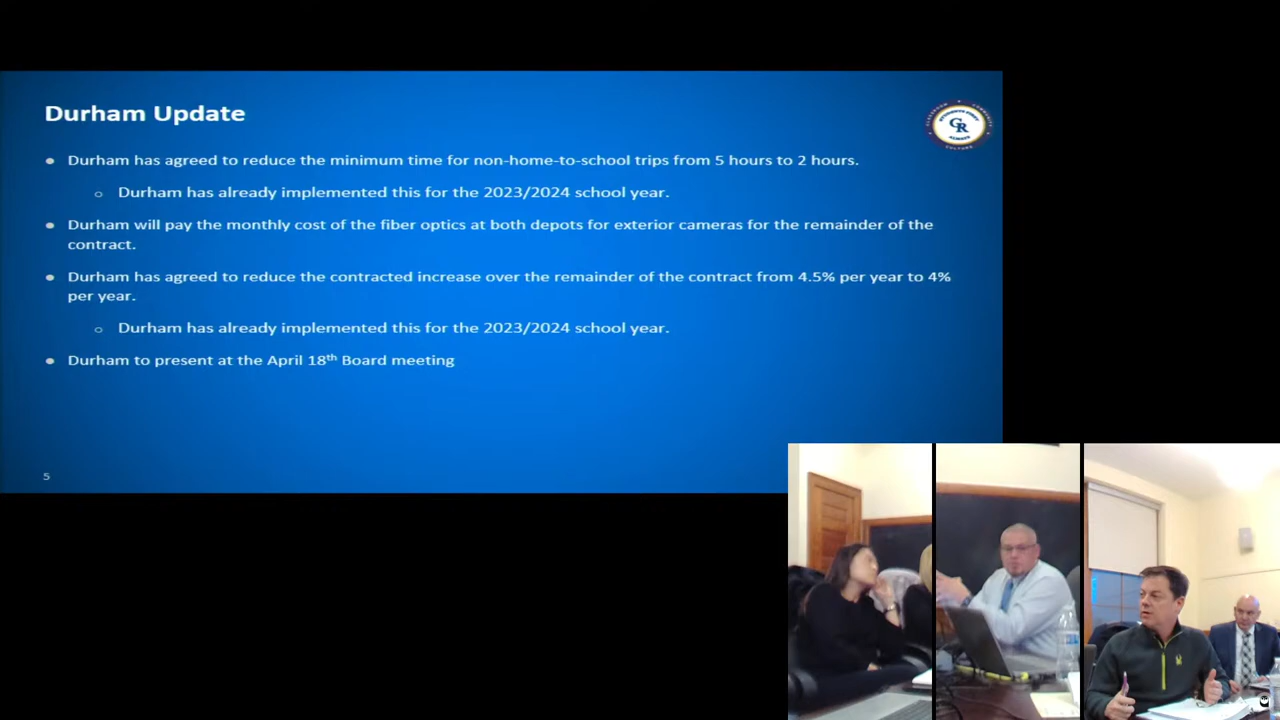 Durham Update
Durham has agreed to reduce the minimum time for non-home-to-school trips from 5 hours to 2 hours.
Durham has already implemented this for the 2023/2024 school year.
Durham will pay the monthly cost of the fiber optics at both depots for exterior cameras for the remainder of the
contract.
Durham has agreed to reduce the contracted increase over the remainder of the contract from 4.5% per year to 4%
per year.
Durham has already implemented this for the 2023/2024 school year.
Durham to present at the April 18th Board meeting
5
GR